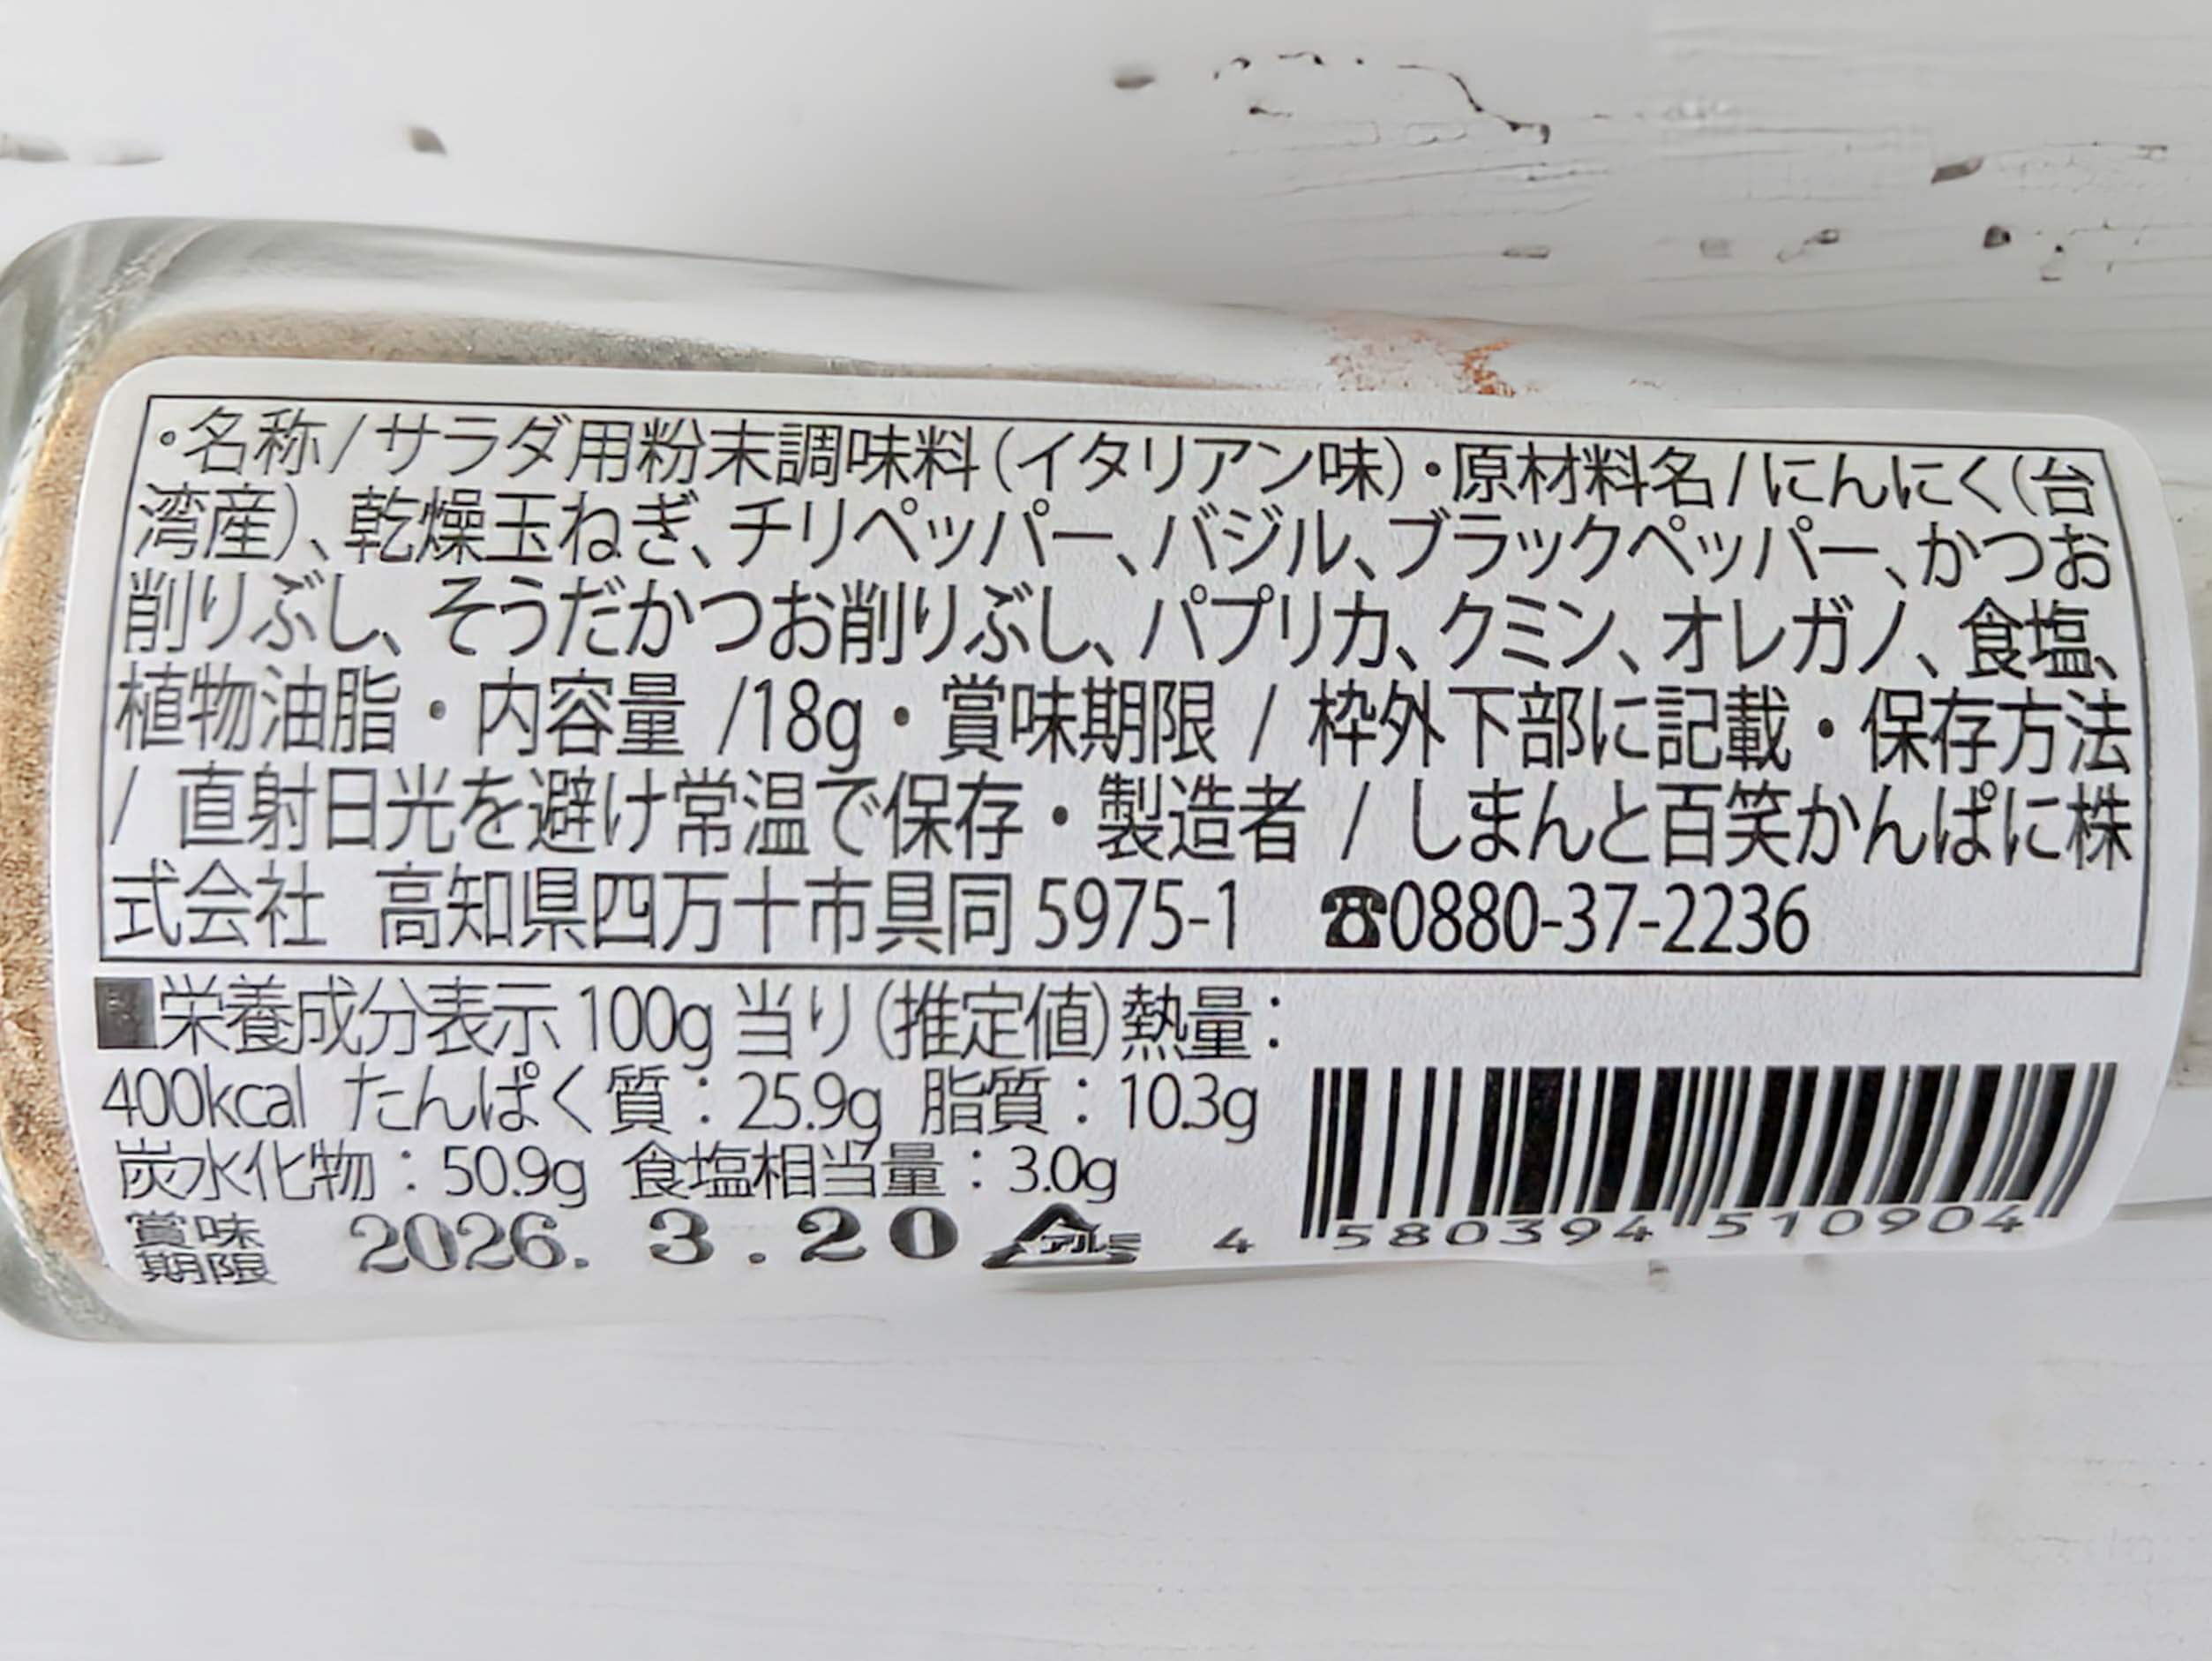 ・名称/サラダ用粉末調味料(イタリアン味)・原材料名/にんにく(台
湾産)、乾燥玉ねぎ、チリペッパー、バジル、ブラックペッパー、かつお
削りぶし、そうだかつお削りぶし、パプリカ、クミン、オレガノ、食塩、
植物油脂・内容量 /18g・賞味期限 / 枠外下部に記載・保存方法
/ 直射日光を避け常温で保存・製造者 / しまんと百笑かんぱに株
式会社 高知県四万十市具同 5975-1 ☎0880-37-2236
■栄養成分表示 100g 当り(推定値)熱量:
400kcal たんぱく質:25.9g 脂質:10.3g
炭水化物:50.9g 食塩相当量:3.0g
賞味
期限 2026. 3.20 アルミ
4 580394 510904